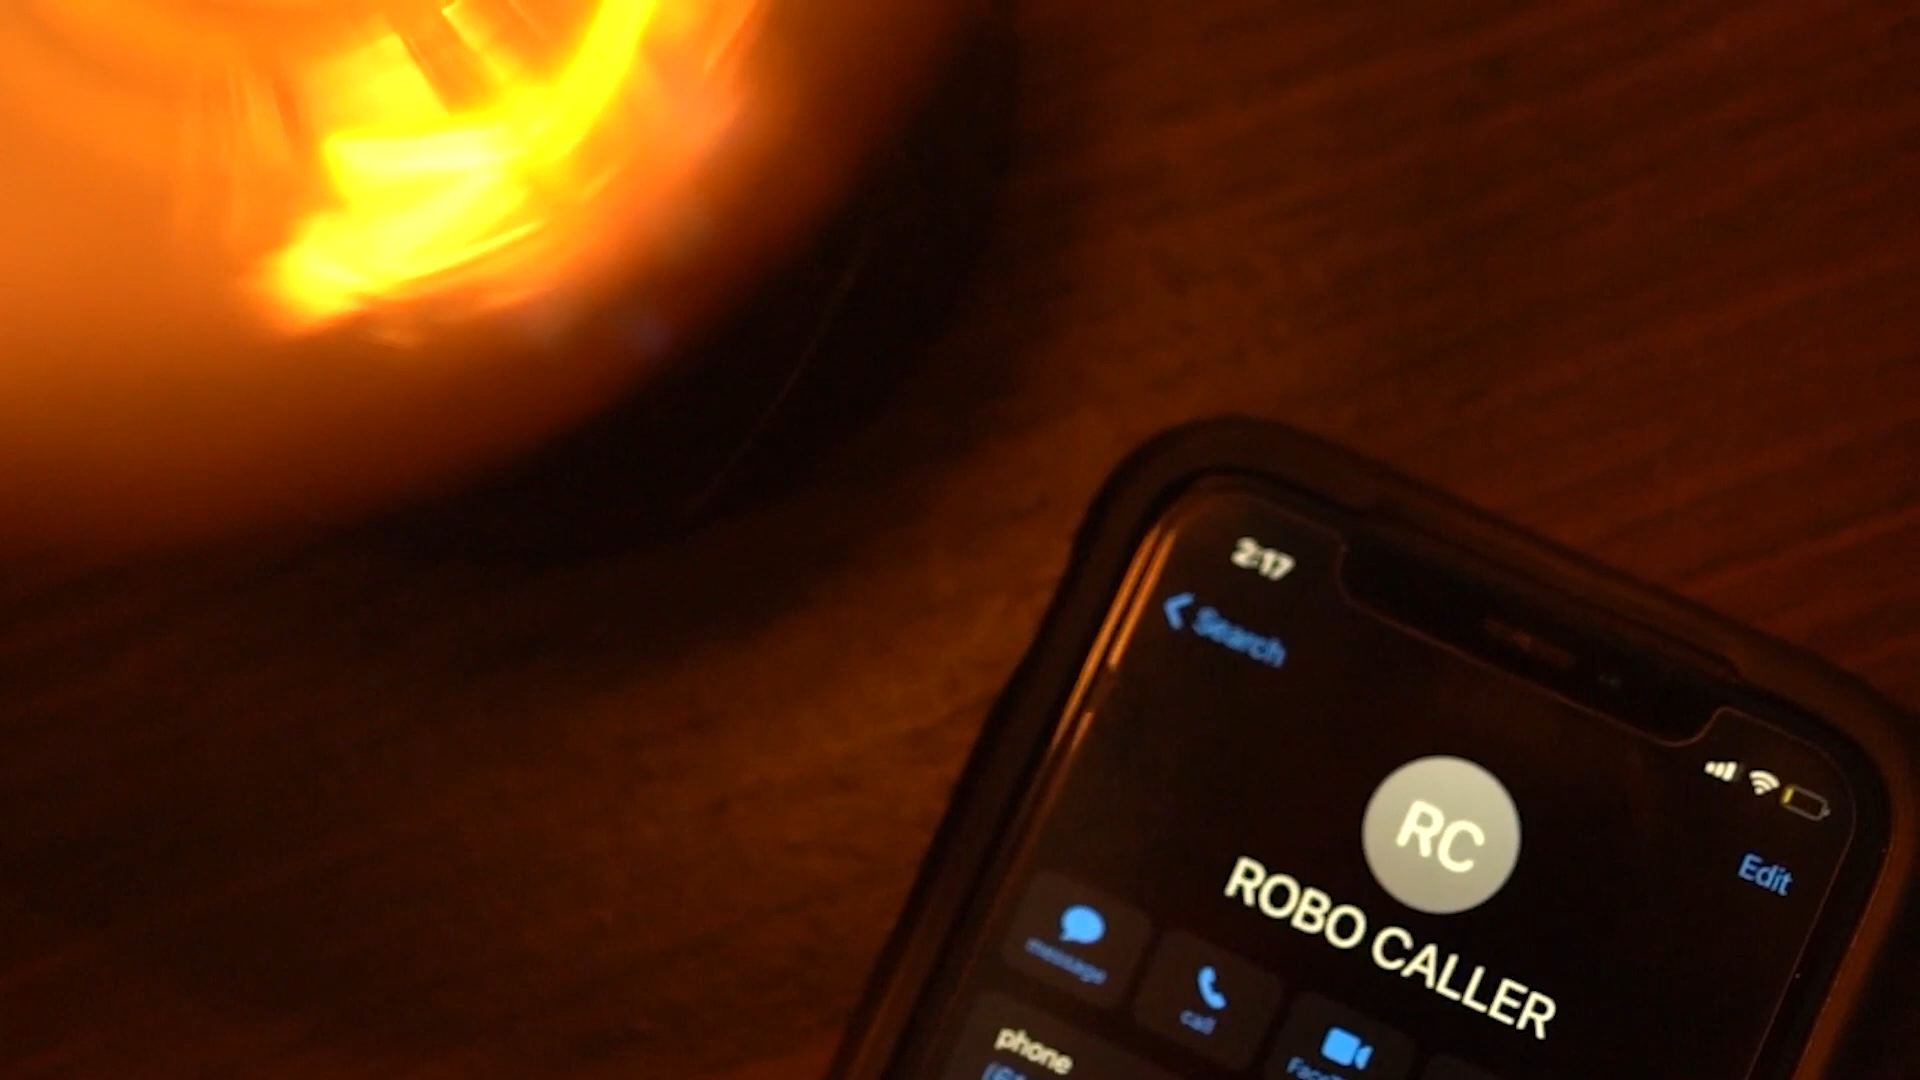 2:17
Search
RC
Edit
ROBO CALLER
message
call
phone